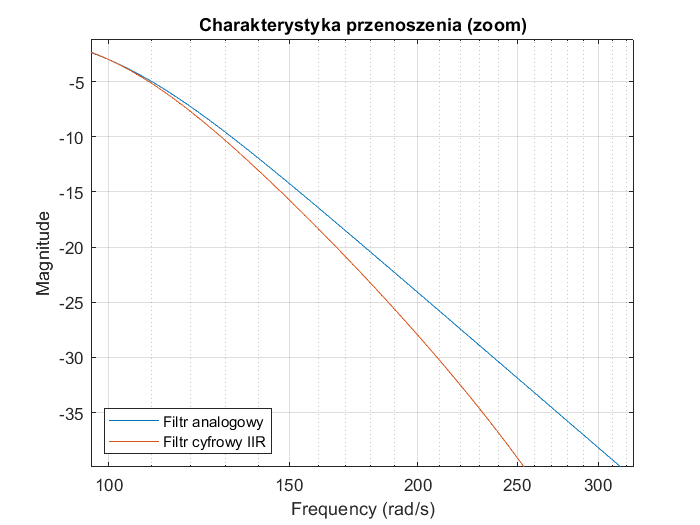 Charakterystyka przenoszenia (zoom)
Magnitude
-5
-10
-15
-20
-25
-30
-35
Filtr analogowy
Filtr cyfrowy IIR
100
150
200
250
300
Frequency (rad/s)